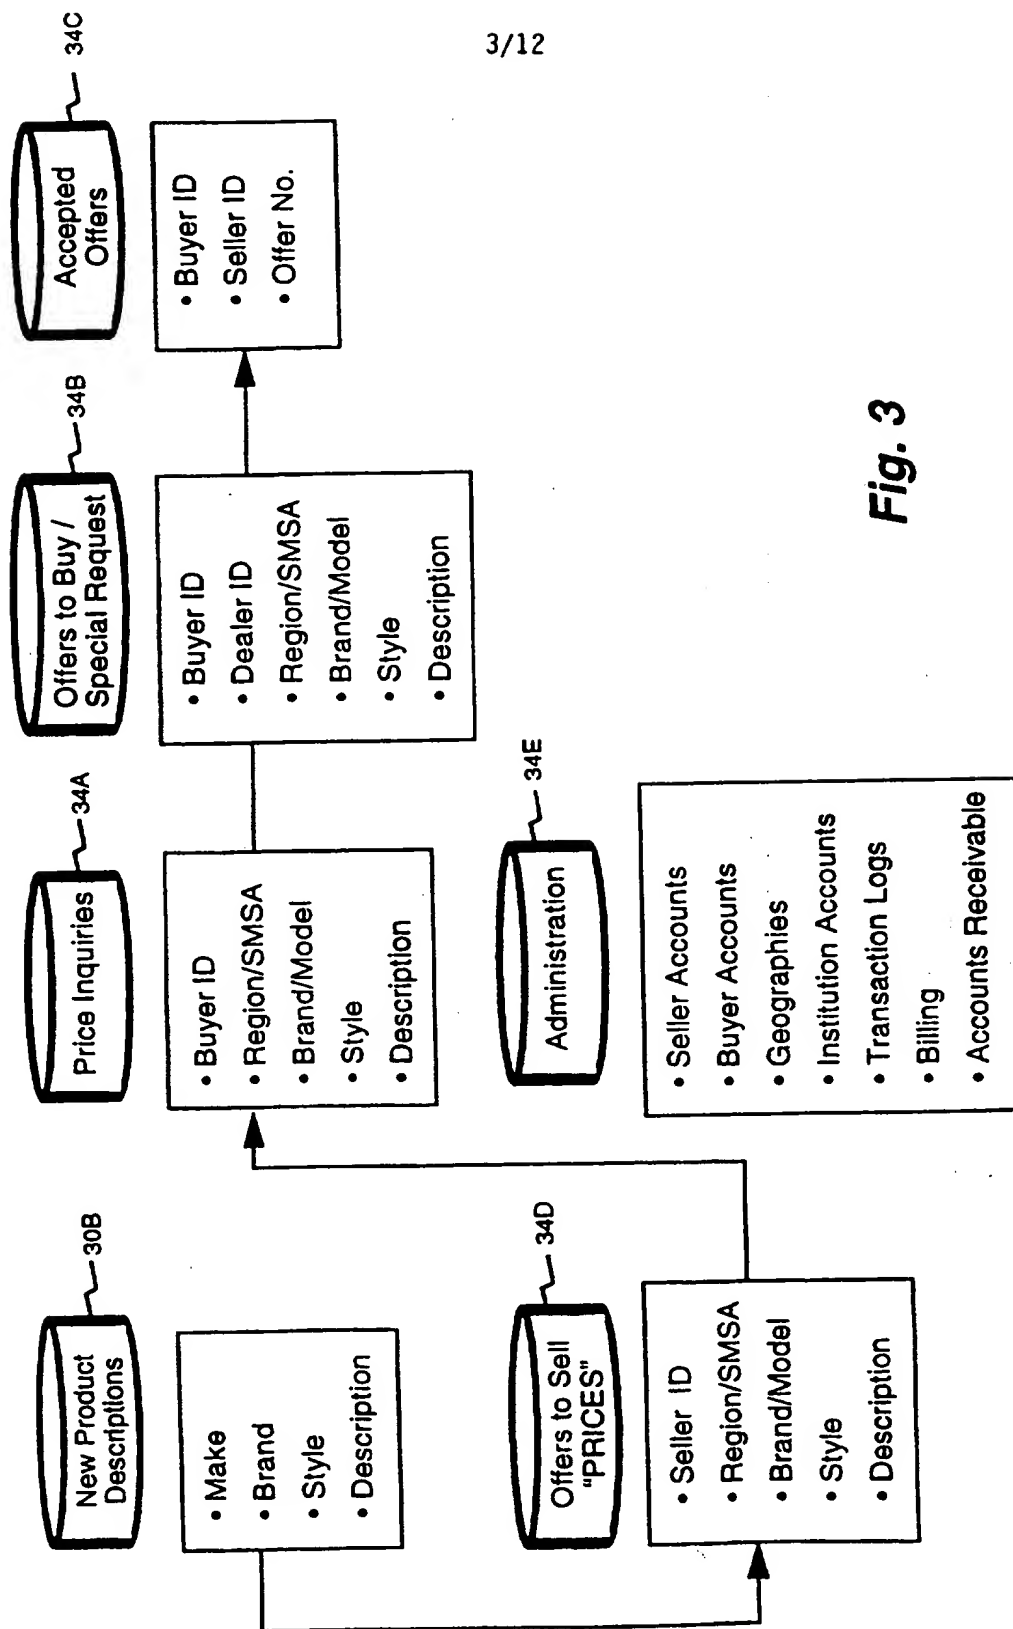 3/12
New Product
Descriptions
30B
• Make
• Brand
• Style
• Description
Price Inquiries
34A
• Buyer ID
• Region/SMSA
• Brand/Model
• Style
• Description
Offers to Buy /
Special Request
34B
• Buyer ID
• Dealer ID
• Region/SMSA
• Brand/Model
• Style
• Description
Accepted
Offers
34C
• Buyer ID
• Seller ID
• Offer No.
Offers to Sell
"PRICES"
34D
• Seller ID
• Region/SMSA
• Brand/Model
• Style
• Description
Administration
34E
• Seller Accounts
• Buyer Accounts
• Geographies
• Institution Accounts
• Transaction Logs
• Billing
• Accounts Receivable
Fig. 3